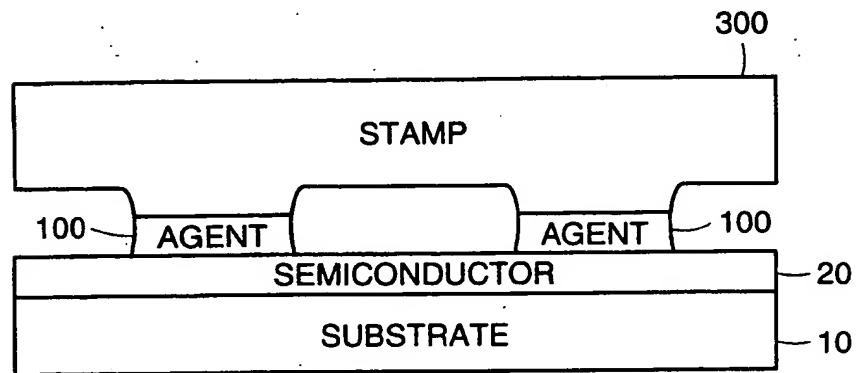 300
STAMP
100 AGENT AGENT 100
SEMICONDUCTOR 20
SUBSTRATE 10